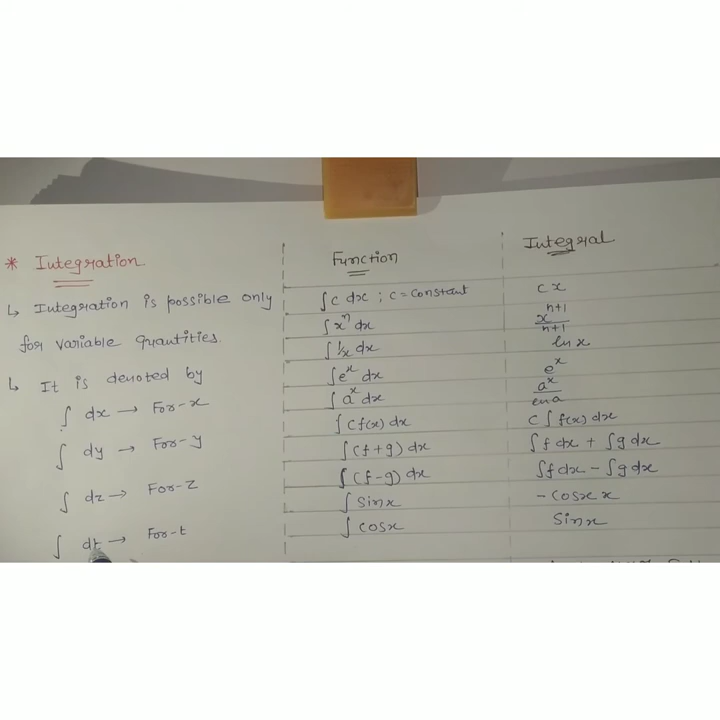 * Integration
↳ Integration is possible only
for variable quantities.
↳ It is denoted by
∫ dx → For-x
∫ dy → For-y
∫ dz → For-z
∫ dt → For-t
Function Integral
∫c dx ; c = constant cx
∫xⁿ dx xⁿ⁺¹/n+1
∫1/x dx ln x
∫eˣ dx eˣ
∫aˣ dx aˣ/ln a
∫cf(x) dx c∫f(x) dx
∫(f+g) dx ∫f dx + ∫g dx
∫(f-g) dx ∫f dx - ∫g dx
∫sinx -cosx x
∫cosx sinx